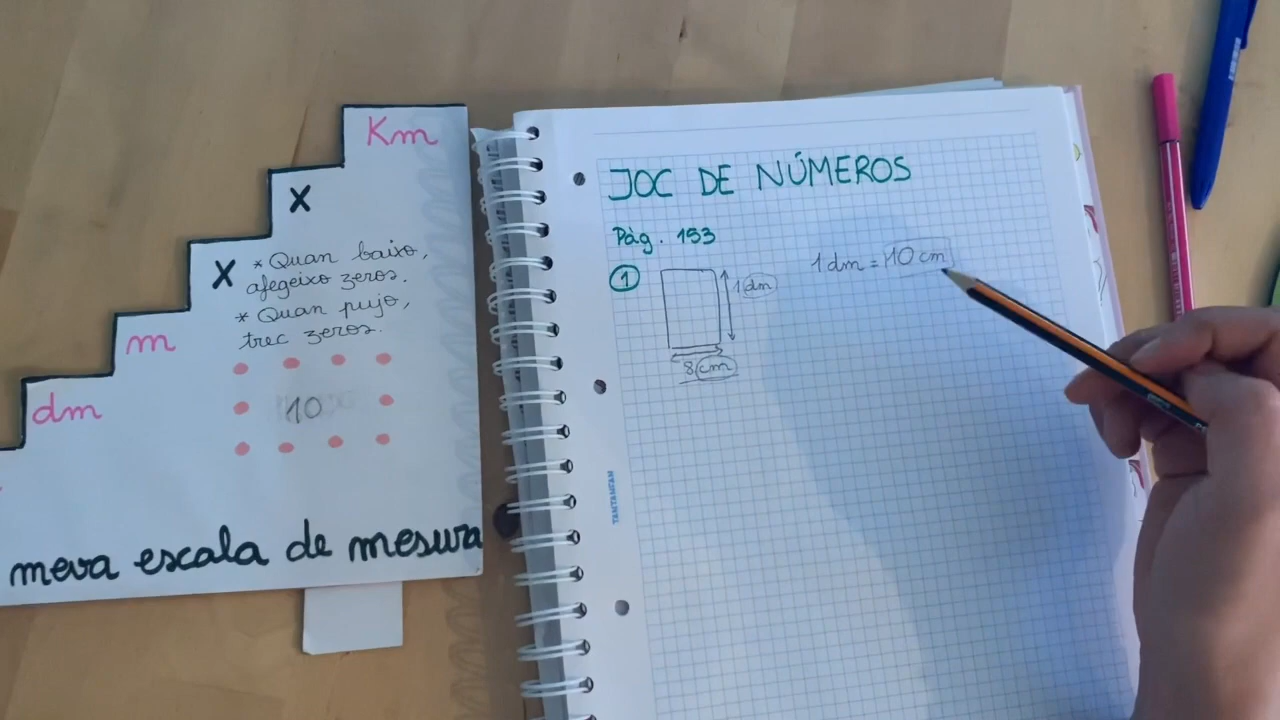 Km
X
X
* Quan baixo,
afegeixo zeros.
* Quan pujo,
trec zeros.
m
dm
10
meva escala de mesura
JOC DE NÚMEROS
Pàg. 153
1
1 dm
8 cm
1 dm = 10 cm
TANTANFAN